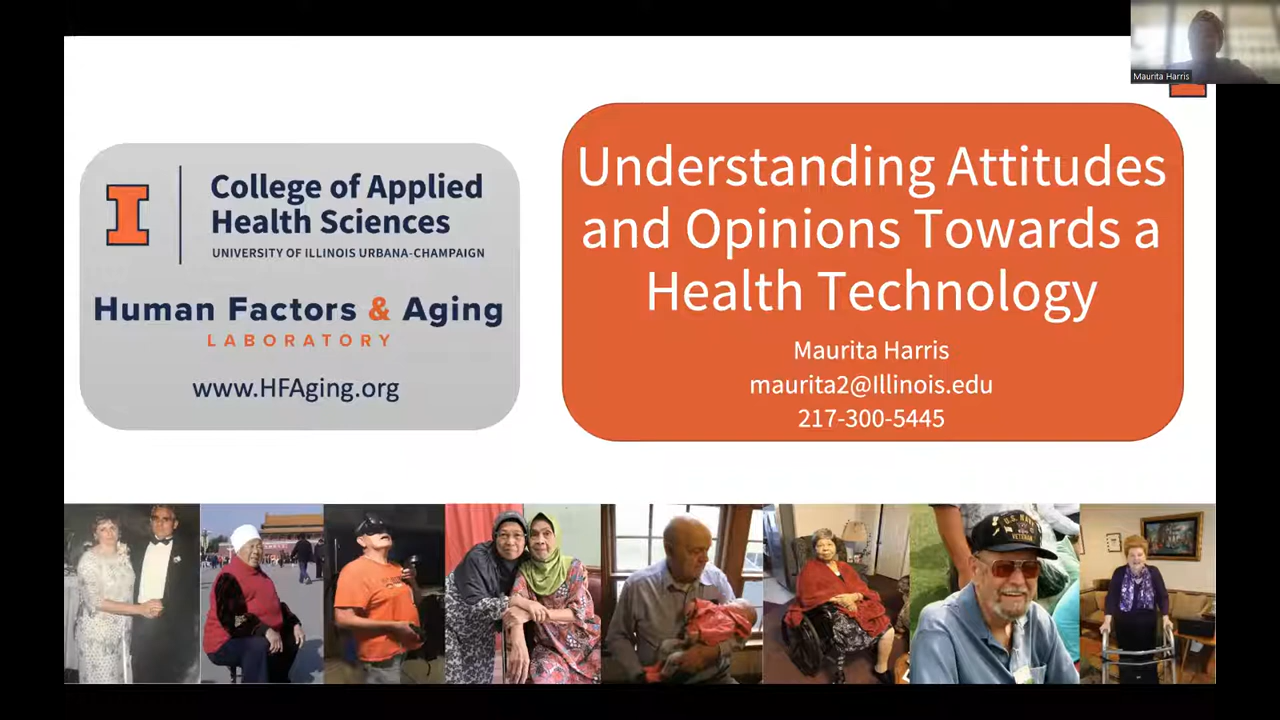 Maurita Harris
College of Applied
Health Sciences
UNIVERSITY OF ILLINOIS URBANA-CHAMPAIGN
Human Factors & Aging
LABORATORY
www.HFAging.org
Understanding Attitudes
and Opinions Towards a
Health Technology
Maurita Harris
maurita2@Illinois.edu
217-300-5445
VETERAN